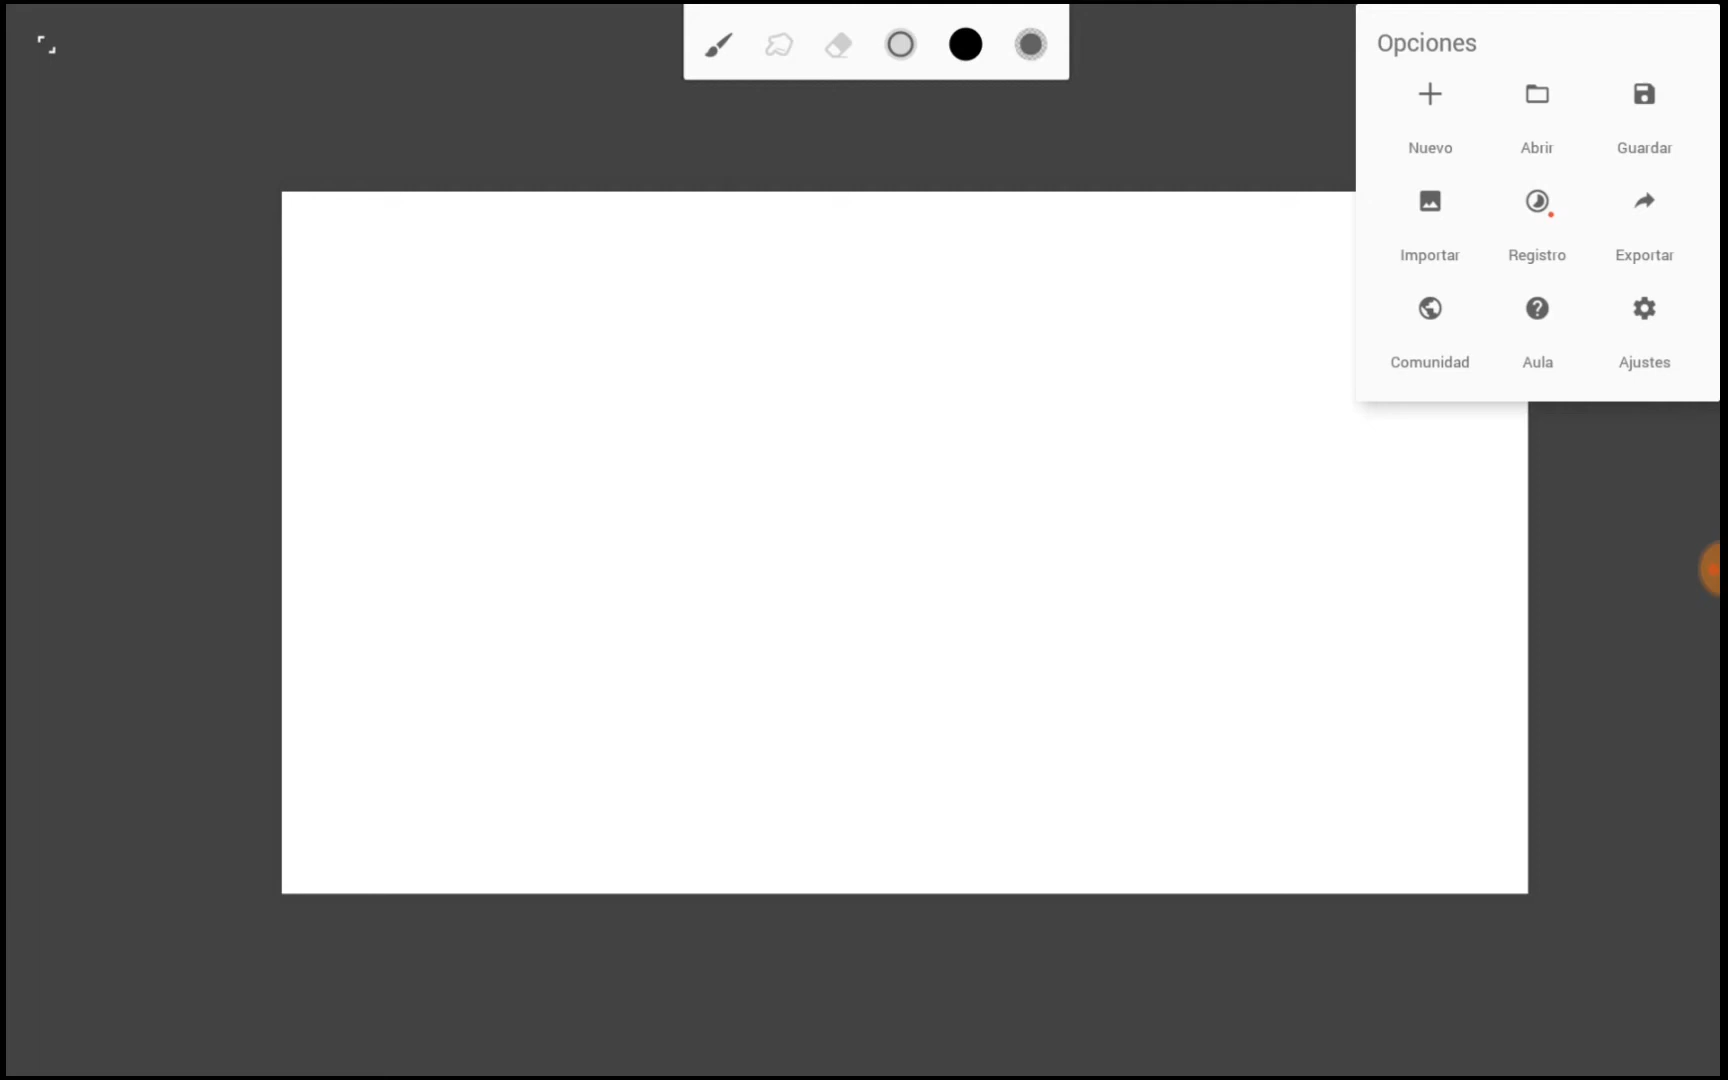 Opciones
Nuevo Abrir Guardar
Importar Registro Exportar
Comunidad Aula Ajustes